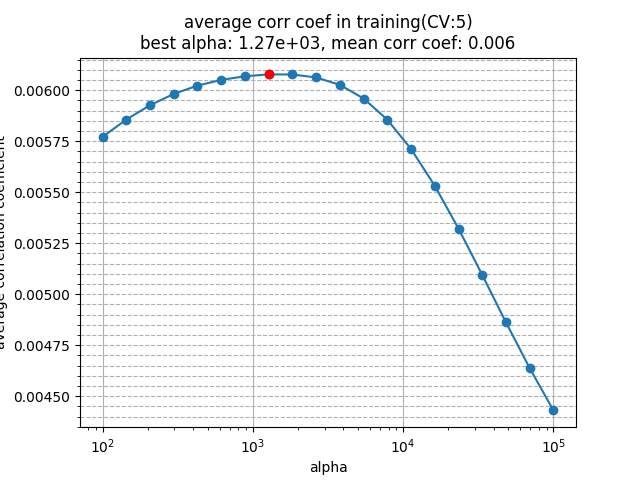 average corr coef in training(CV:5)
best alpha: 1.27e+03, mean corr coef: 0.006
0.00600
0.00575
0.00550
0.00525
0.00500
0.00475
0.00450
average correlation coefficient
10²
10³
10⁴
10⁵
alpha